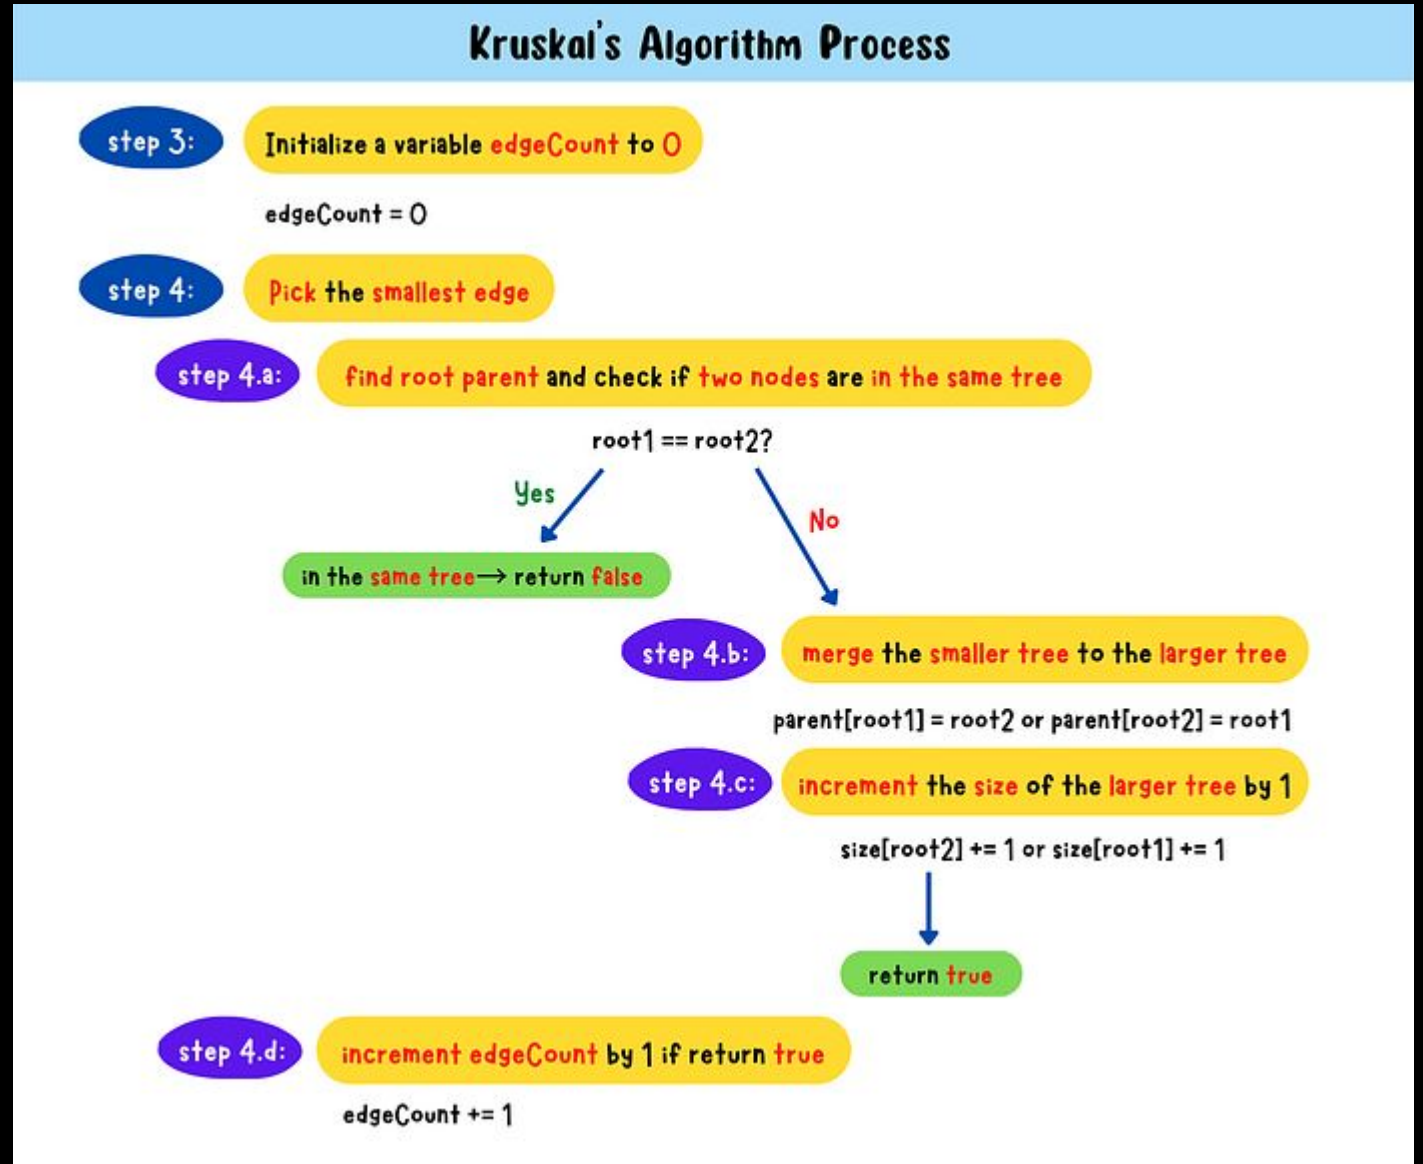 Kruskal's Algorithm Process
step 3: Initialize a variable edgeCount to 0
edgeCount = 0
step 4: Pick the smallest edge
step 4.a: find root parent and check if two nodes are in the same tree
root1 == root2?
Yes
No
in the same tree→ return false
step 4.b: merge the smaller tree to the larger tree
parent[root1] = root2 or parent[root2] = root1
step 4.c: increment the size of the larger tree by 1
size[root2] += 1 or size[root1] += 1
return true
step 4.d: increment edgeCount by 1 if return true
edgeCount += 1